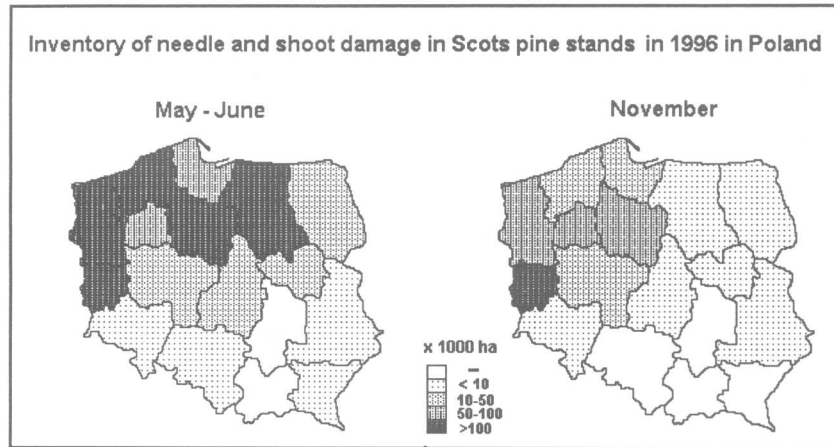 Inventory of needle and shoot damage in Scots pine stands in 1996 in Poland
May - June
November
x 1000 ha
–
< 10
10-50
50-100
>100